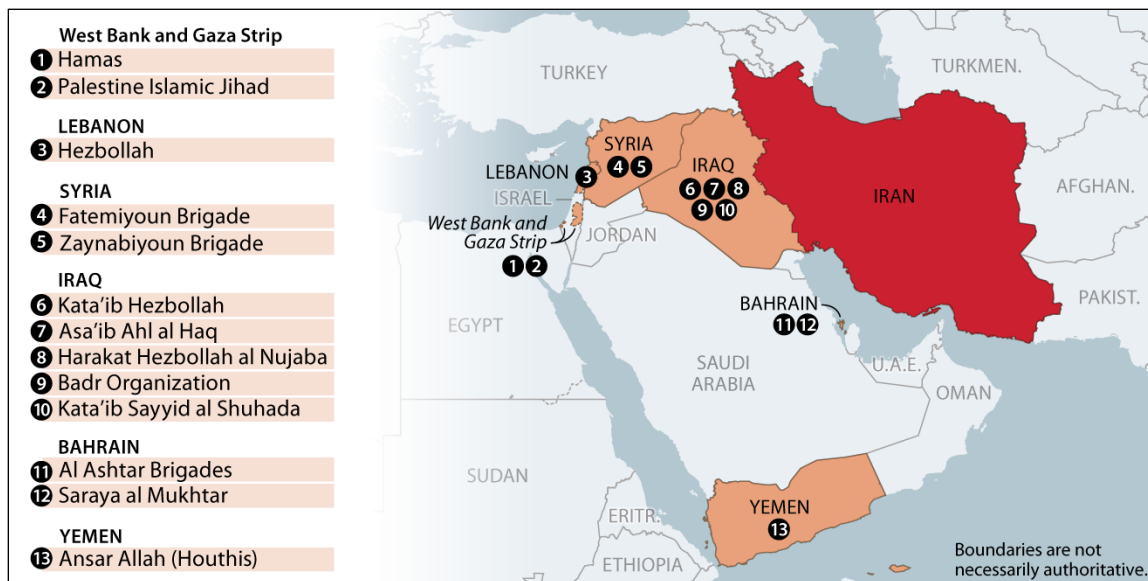 West Bank and Gaza Strip
1 Hamas
2 Palestine Islamic Jihad
LEBANON
3 Hezbollah
SYRIA
4 Fatemiyoun Brigade
5 Zaynabiyoun Brigade
IRAQ
6 Kata'ib Hezbollah
7 Asa'ib Ahl al Haq
8 Harakat Hezbollah al Nujaba
9 Badr Organization
10 Kata'ib Sayyid al Shuhada
BAHRAIN
11 Al Ashtar Brigades
12 Saraya al Mukhtar
YEMEN
13 Ansar Allah (Houthis)
TURKEY
TURKMEN.
SYRIA
4 5
LEBANON 3
IRAQ
6 7 8
9 10
IRAN
AFGHAN.
ISRAEL
West Bank and
Gaza Strip
1 2
JORDAN
PAKIST.
BAHRAIN
11 12
EGYPT
SAUDI
ARABIA
U.A.E.
OMAN
SUDAN
YEMEN
13
ERITR.
ETHIOPIA
Boundaries are not
necessarily authoritative.